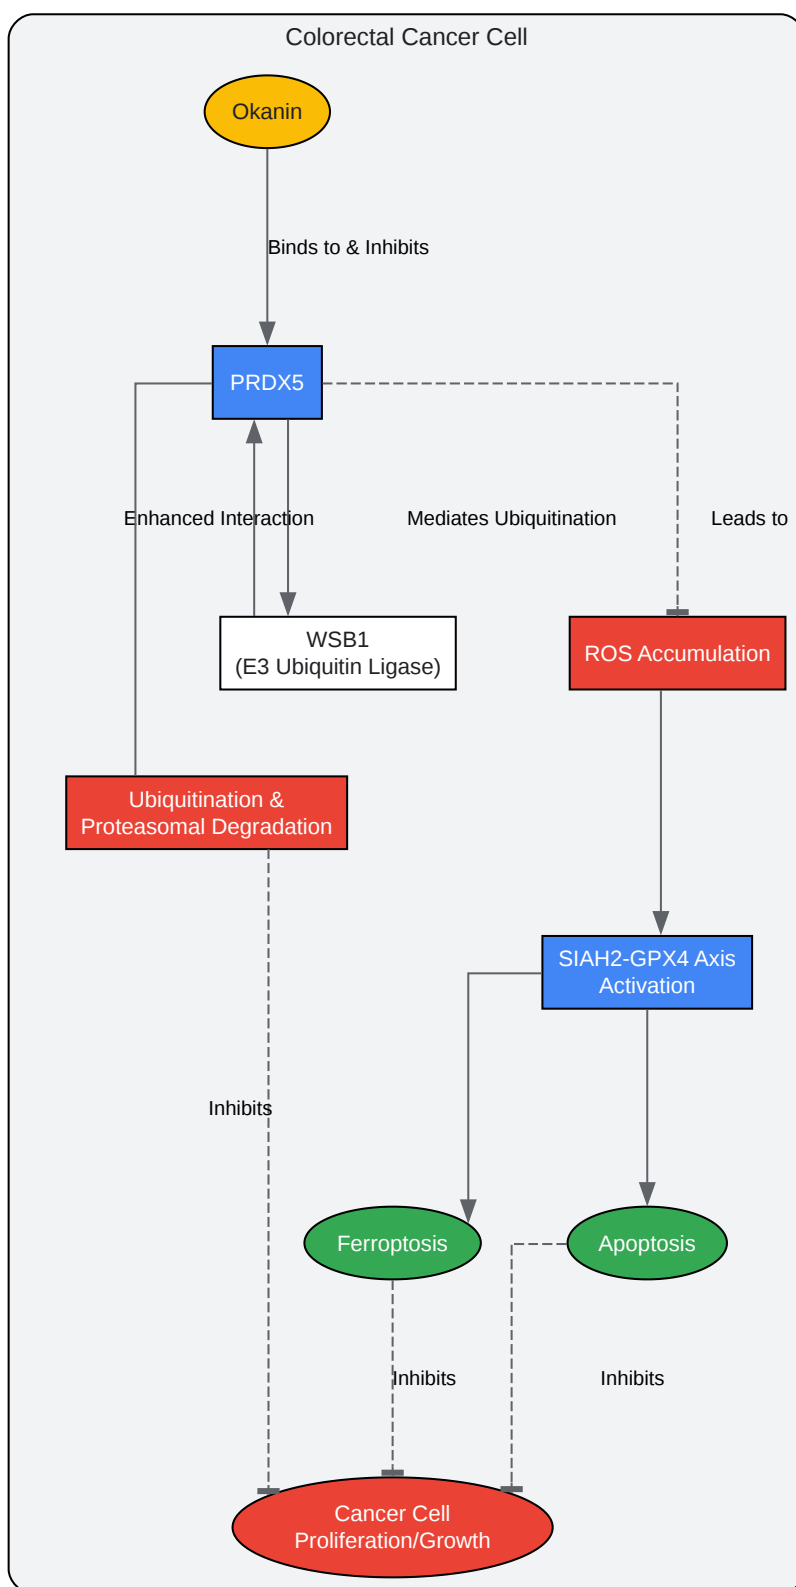 Colorectal Cancer Cell
Okanin
Binds to & Inhibits
PRDX5
Enhanced Interaction
Mediates Ubiquitination
Leads to
WSB1
(E3 Ubiquitin Ligase)
ROS Accumulation
Ubiquitination &
Proteasomal Degradation
SIAH2-GPX4 Axis
Activation
Inhibits
Ferroptosis
Apoptosis
Inhibits
Inhibits
Cancer Cell
Proliferation/Growth